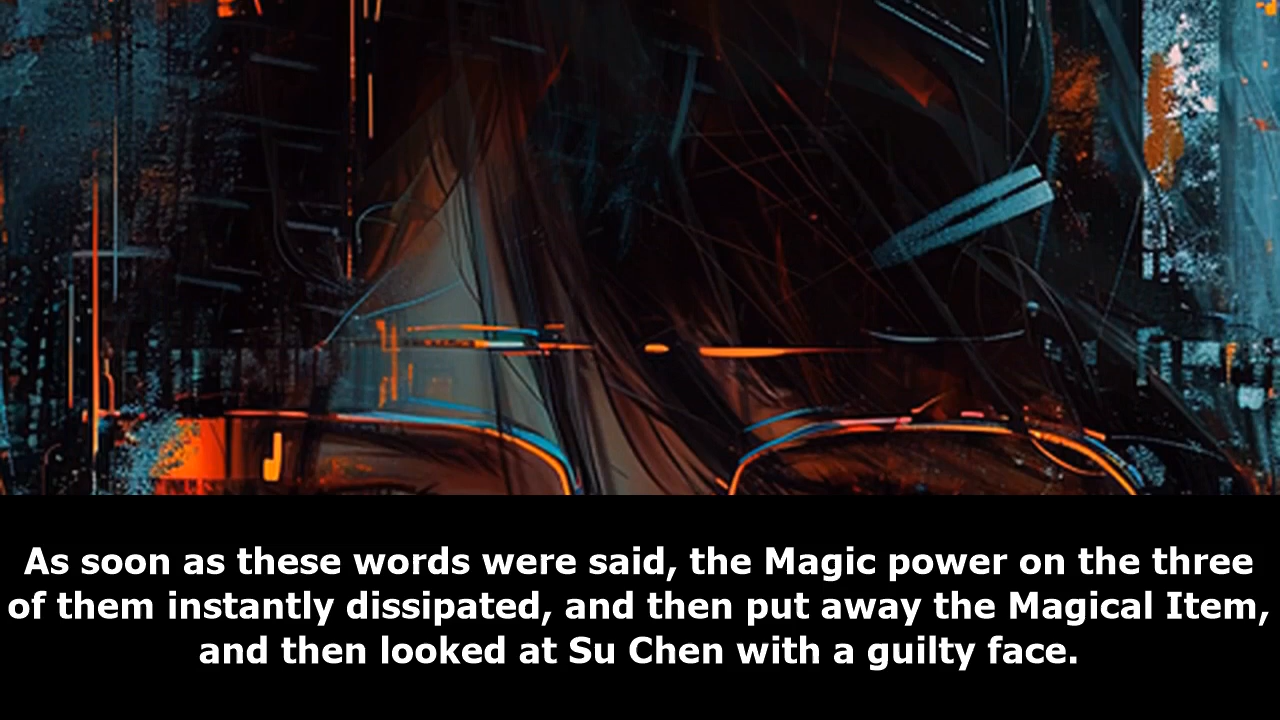 As soon as these words were said, the Magic power on the three
of them instantly dissipated, and then put away the Magical Item,
and then looked at Su Chen with a guilty face.